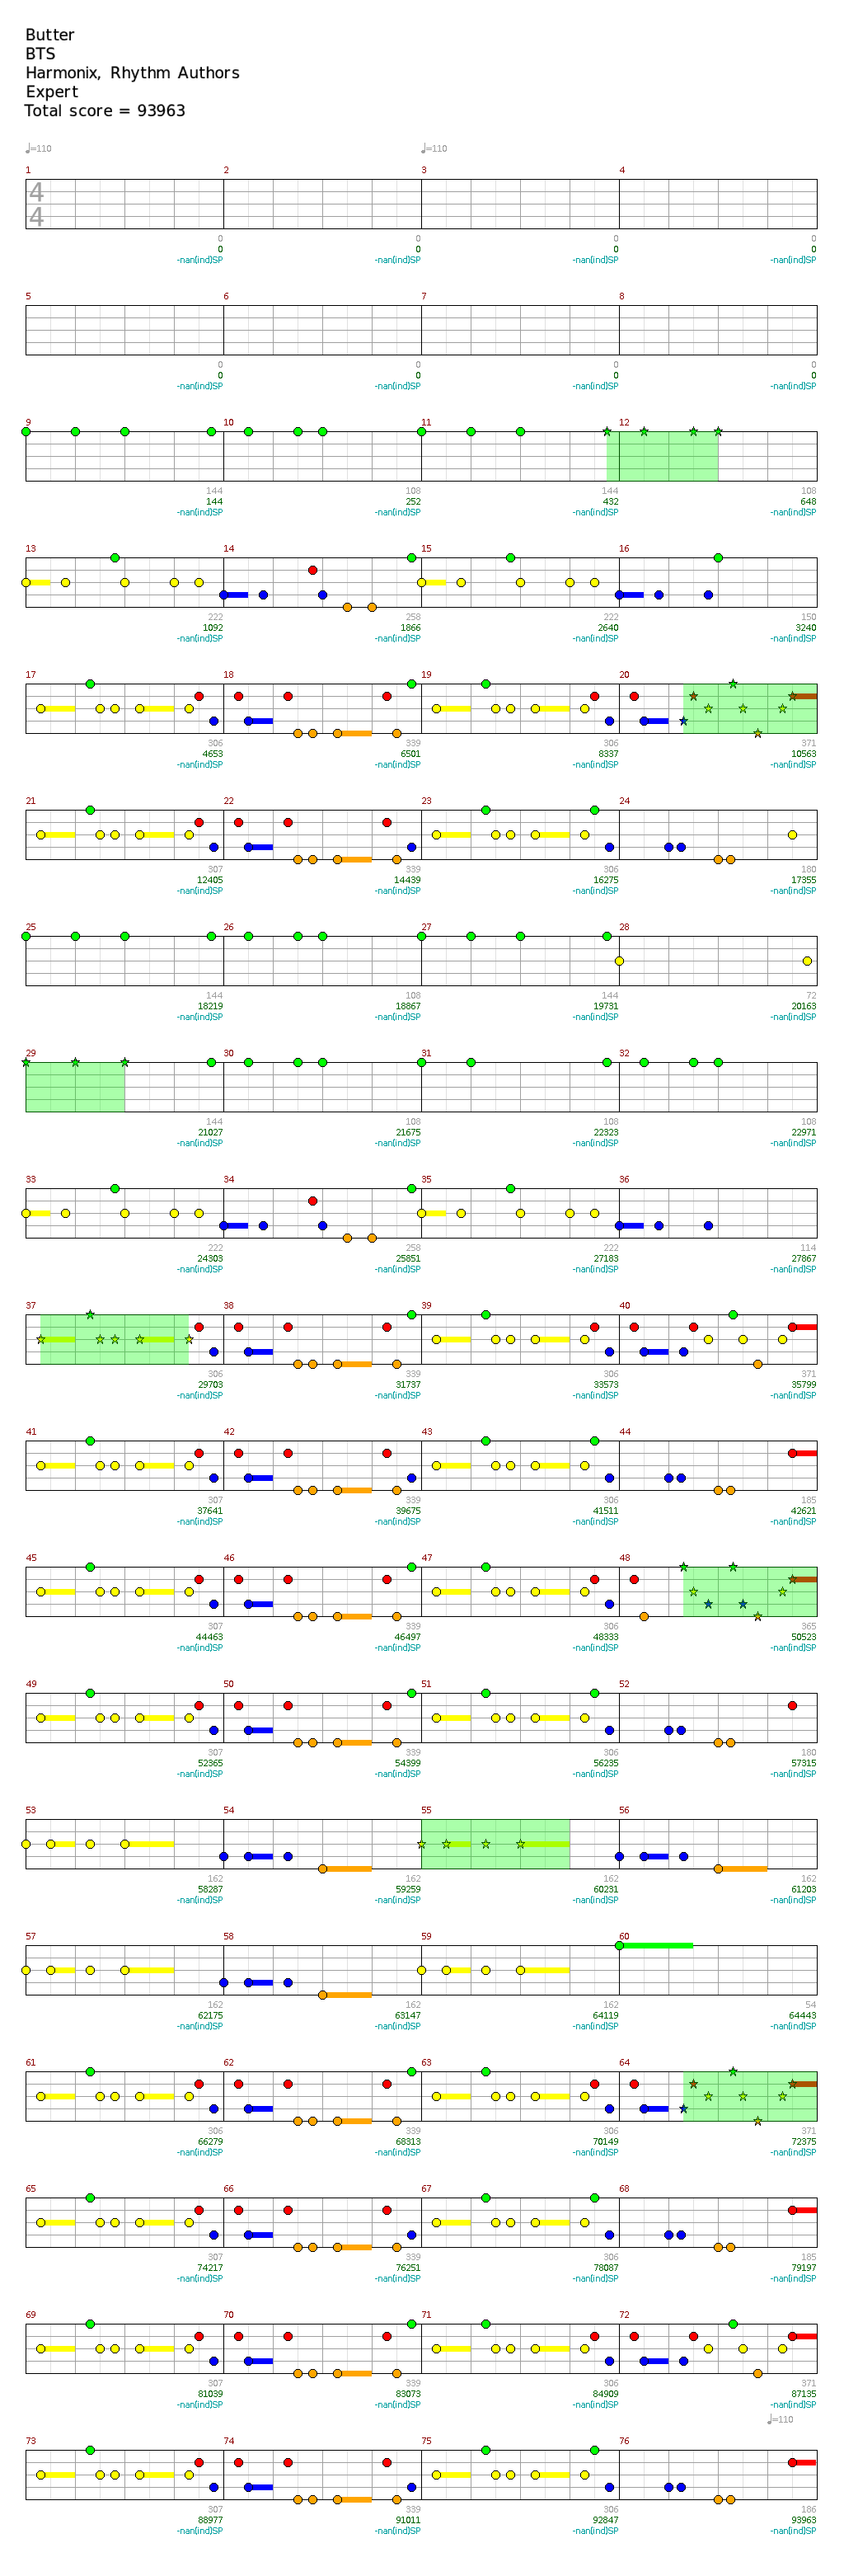 Butter
BTS
Harmonix, Rhythm Authors
Expert
Total score = 93963
♩=110 ♩=110
1 2 3 4
4
4
0 0 0 0
0 0 0 0
-nan(ind)SP -nan(ind)SP -nan(ind)SP -nan(ind)SP
5 6 7 8
0 0 0 0
0 0 0 0
-nan(ind)SP -nan(ind)SP -nan(ind)SP -nan(ind)SP
9 10 11 12
144 108 144 108
144 252 432 648
-nan(ind)SP -nan(ind)SP -nan(ind)SP -nan(ind)SP
13 14 15 16
222 258 222 150
1092 1866 2640 3240
-nan(ind)SP -nan(ind)SP -nan(ind)SP -nan(ind)SP
17 18 19 20
306 339 306 371
4653 6501 8337 10563
-nan(ind)SP -nan(ind)SP -nan(ind)SP -nan(ind)SP
21 22 23 24
307 339 306 180
12405 14439 16275 17355
-nan(ind)SP -nan(ind)SP -nan(ind)SP -nan(ind)SP
25 26 27 28
144 108 144 72
18219 18867 19731 20163
-nan(ind)SP -nan(ind)SP -nan(ind)SP -nan(ind)SP
29 30 31 32
144 108 108 108
21027 21675 22323 22971
-nan(ind)SP -nan(ind)SP -nan(ind)SP -nan(ind)SP
33 34 35 36
222 258 222 114
24303 25851 27183 27867
-nan(ind)SP -nan(ind)SP -nan(ind)SP -nan(ind)SP
37 38 39 40
306 339 306 371
29703 31737 33573 35799
-nan(ind)SP -nan(ind)SP -nan(ind)SP -nan(ind)SP
41 42 43 44
307 339 306 185
37641 39675 41511 42621
-nan(ind)SP -nan(ind)SP -nan(ind)SP -nan(ind)SP
45 46 47 48
307 339 306 365
44463 46497 48333 50523
-nan(ind)SP -nan(ind)SP -nan(ind)SP -nan(ind)SP
49 50 51 52
307 339 306 180
52365 54399 56235 57315
-nan(ind)SP -nan(ind)SP -nan(ind)SP -nan(ind)SP
53 54 55 56
162 162 162 162
58287 59259 60231 61203
-nan(ind)SP -nan(ind)SP -nan(ind)SP -nan(ind)SP
57 58 59 60
162 162 162 54
62175 63147 64119 64443
-nan(ind)SP -nan(ind)SP -nan(ind)SP -nan(ind)SP
61 62 63 64
306 339 306 371
66279 68313 70149 72375
-nan(ind)SP -nan(ind)SP -nan(ind)SP -nan(ind)SP
65 66 67 68
307 339 306 185
74217 76251 78087 79197
-nan(ind)SP -nan(ind)SP -nan(ind)SP -nan(ind)SP
69 70 71 72
307 339 306 371
81039 83073 84909 87135
-nan(ind)SP -nan(ind)SP -nan(ind)SP -nan(ind)SP
♩=110
73 74 75 76
307 339 306 186
88977 91011 92847 93963
-nan(ind)SP -nan(ind)SP -nan(ind)SP -nan(ind)SP